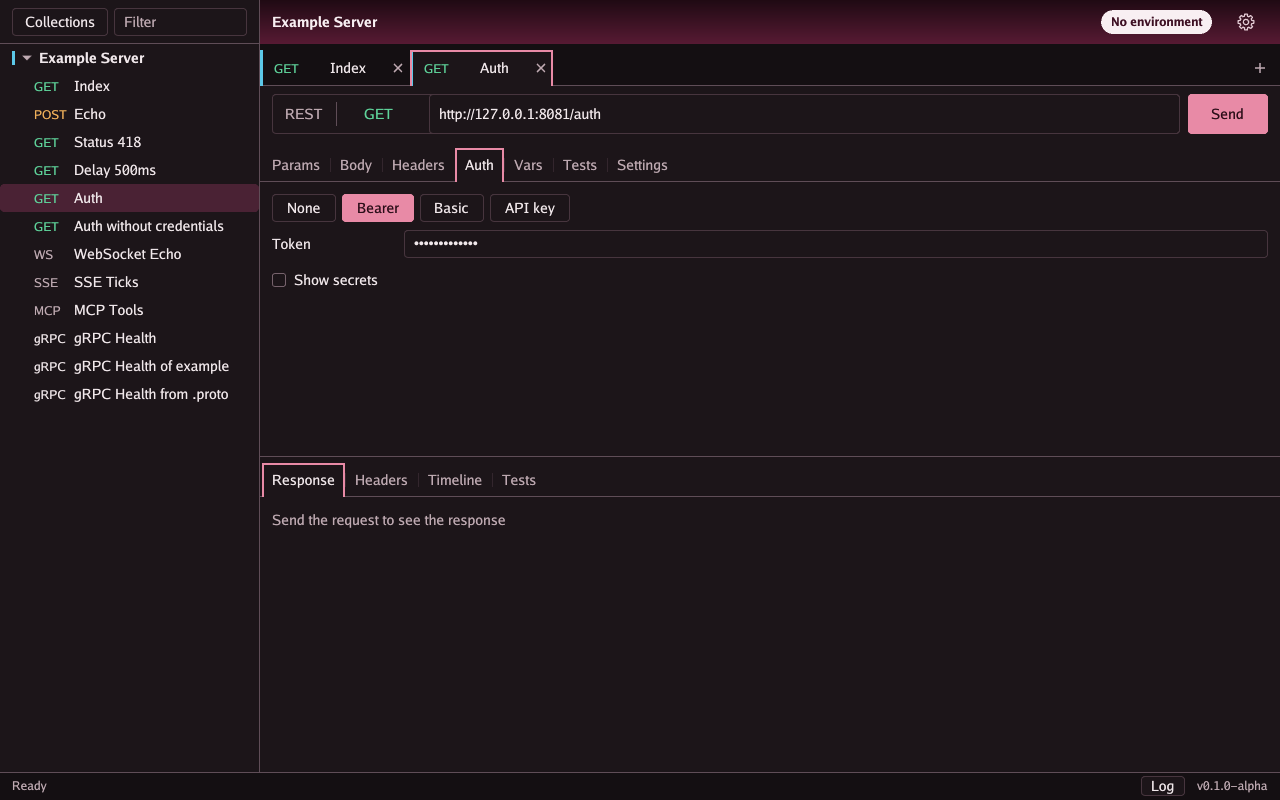 Collections
Filter
Example Server
No environment
Example Server
GET Index
POST Echo
GET Status 418
GET Delay 500ms
GET Auth
GET Auth without credentials
WS WebSocket Echo
SSE SSE Ticks
MCP MCP Tools
gRPC gRPC Health
gRPC gRPC Health of example
gRPC gRPC Health from .proto
GET Index
GET Auth
REST GET http://127.0.0.1:8081/auth
Send
Params Body Headers Auth Vars Tests Settings
None Bearer Basic API key
Token •••••••••••••
Show secrets
Response Headers Timeline Tests
Send the request to see the response
Ready
Log v0.1.0-alpha